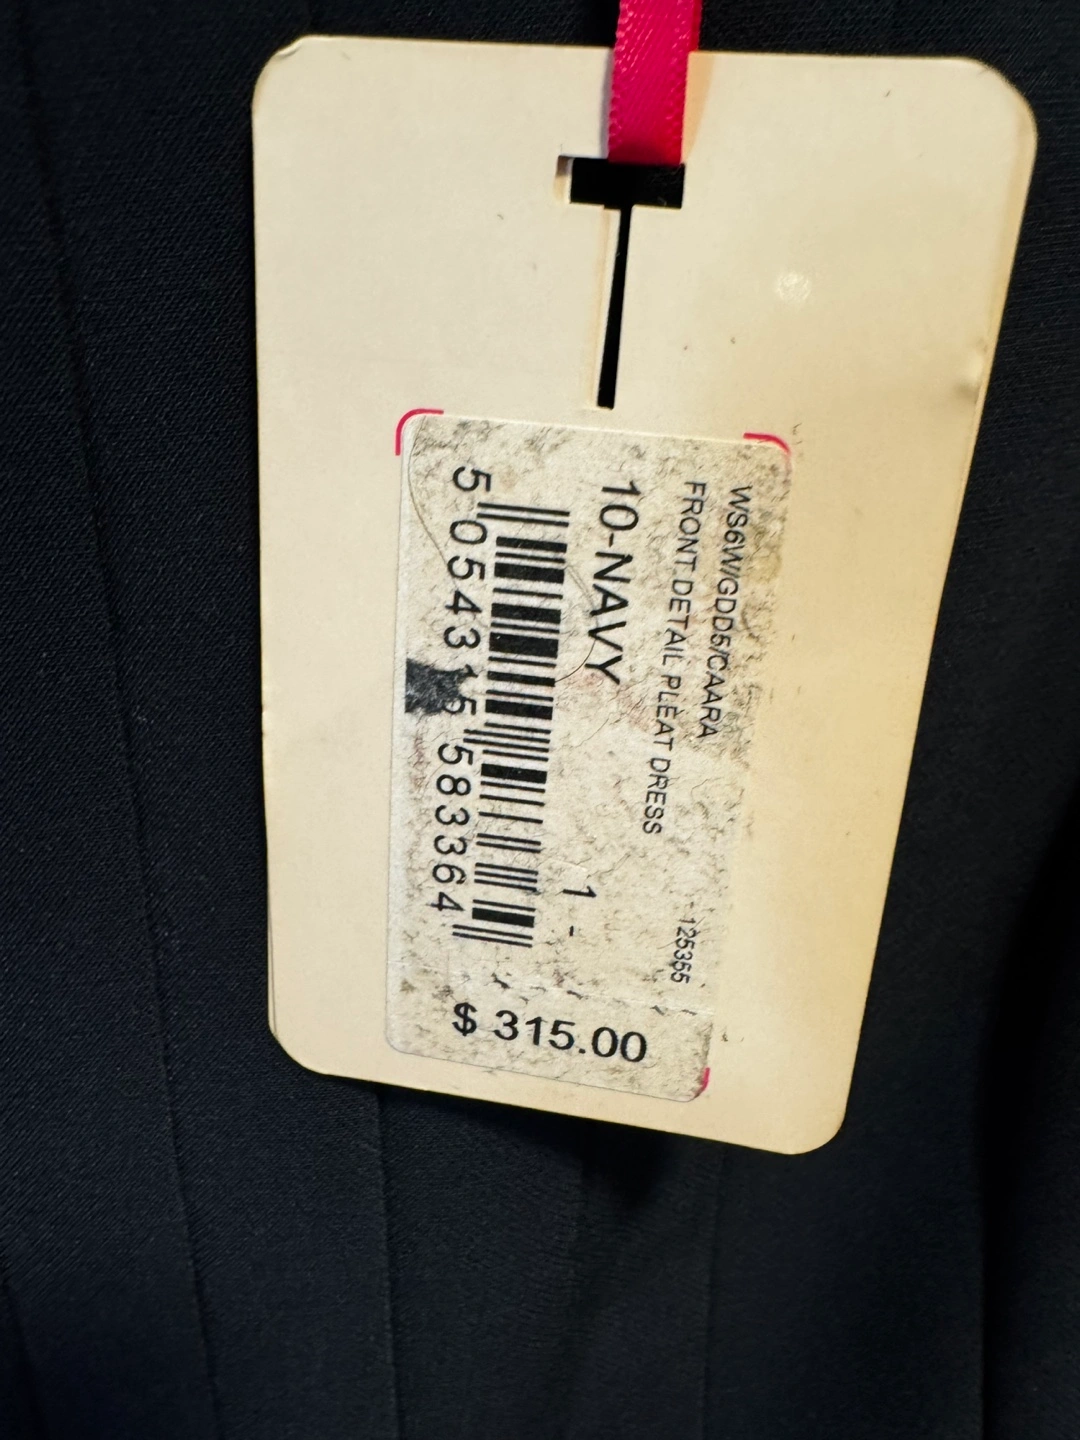 WS6W/GDD5/CAARA
FRONT DETAIL PLEAT DRESS
125355
10-NAVY
1 -
5 054315 583364
$ 315.00